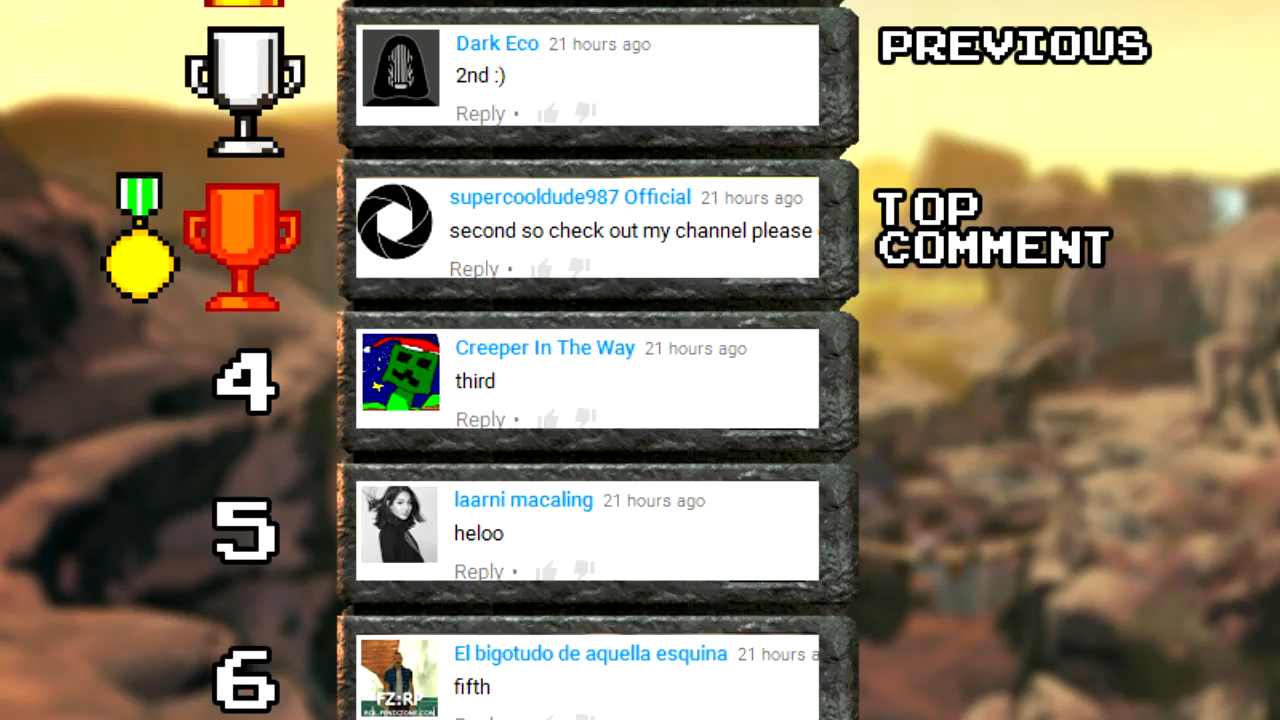 Dark Eco 21 hours ago
2nd :)
Reply •
PREVIOUS
supercooldude987 Official 21 hours ago
second so check out my channel please
Reply •
TOP
COMMENT
4
Creeper In The Way 21 hours ago
third
Reply •
5
laarni macaling 21 hours ago
heloo
Reply •
6
El bigotudo de aquella esquina 21 hours a
fifth
FZ:RP